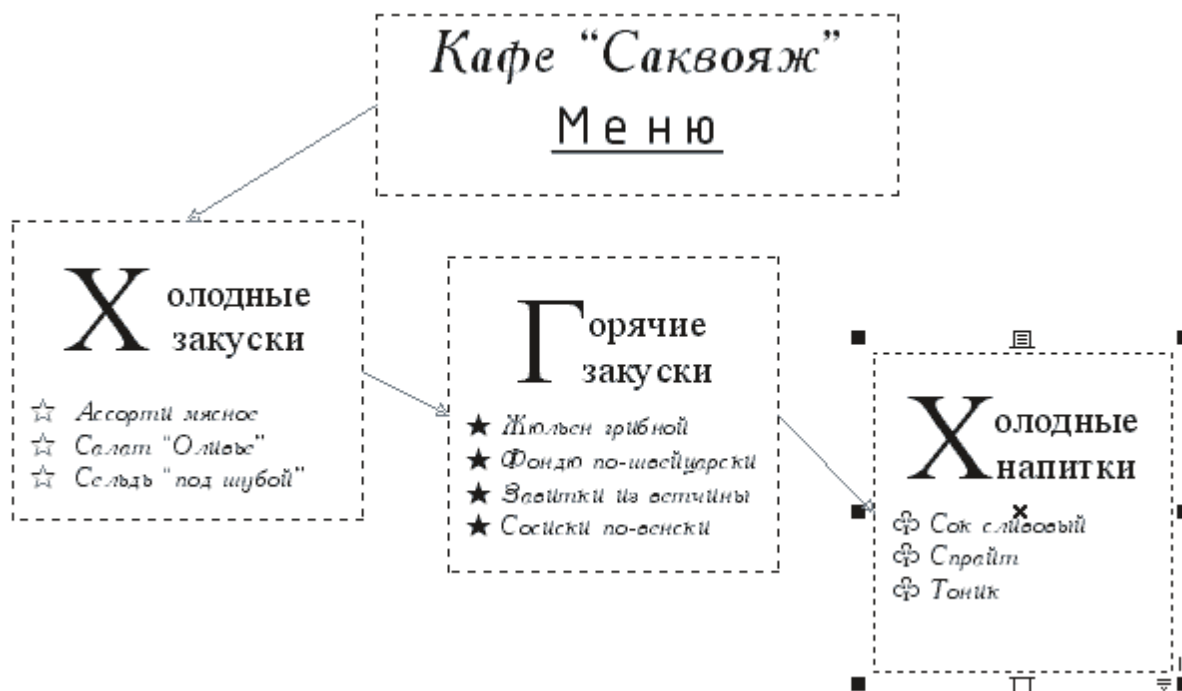 Кафе “Саквояж”
Меню
Холодные
закуски
Ассорти мясное
Салат “Оливье”
Сельдь “под шубой”
Горячие
закуски
Жюльен грибной
Фондю по-швейцарски
Завитки из ветчины
Сосиски по-венски
Холодные
напитки
Сок сливовый
Спрайт
Тоник